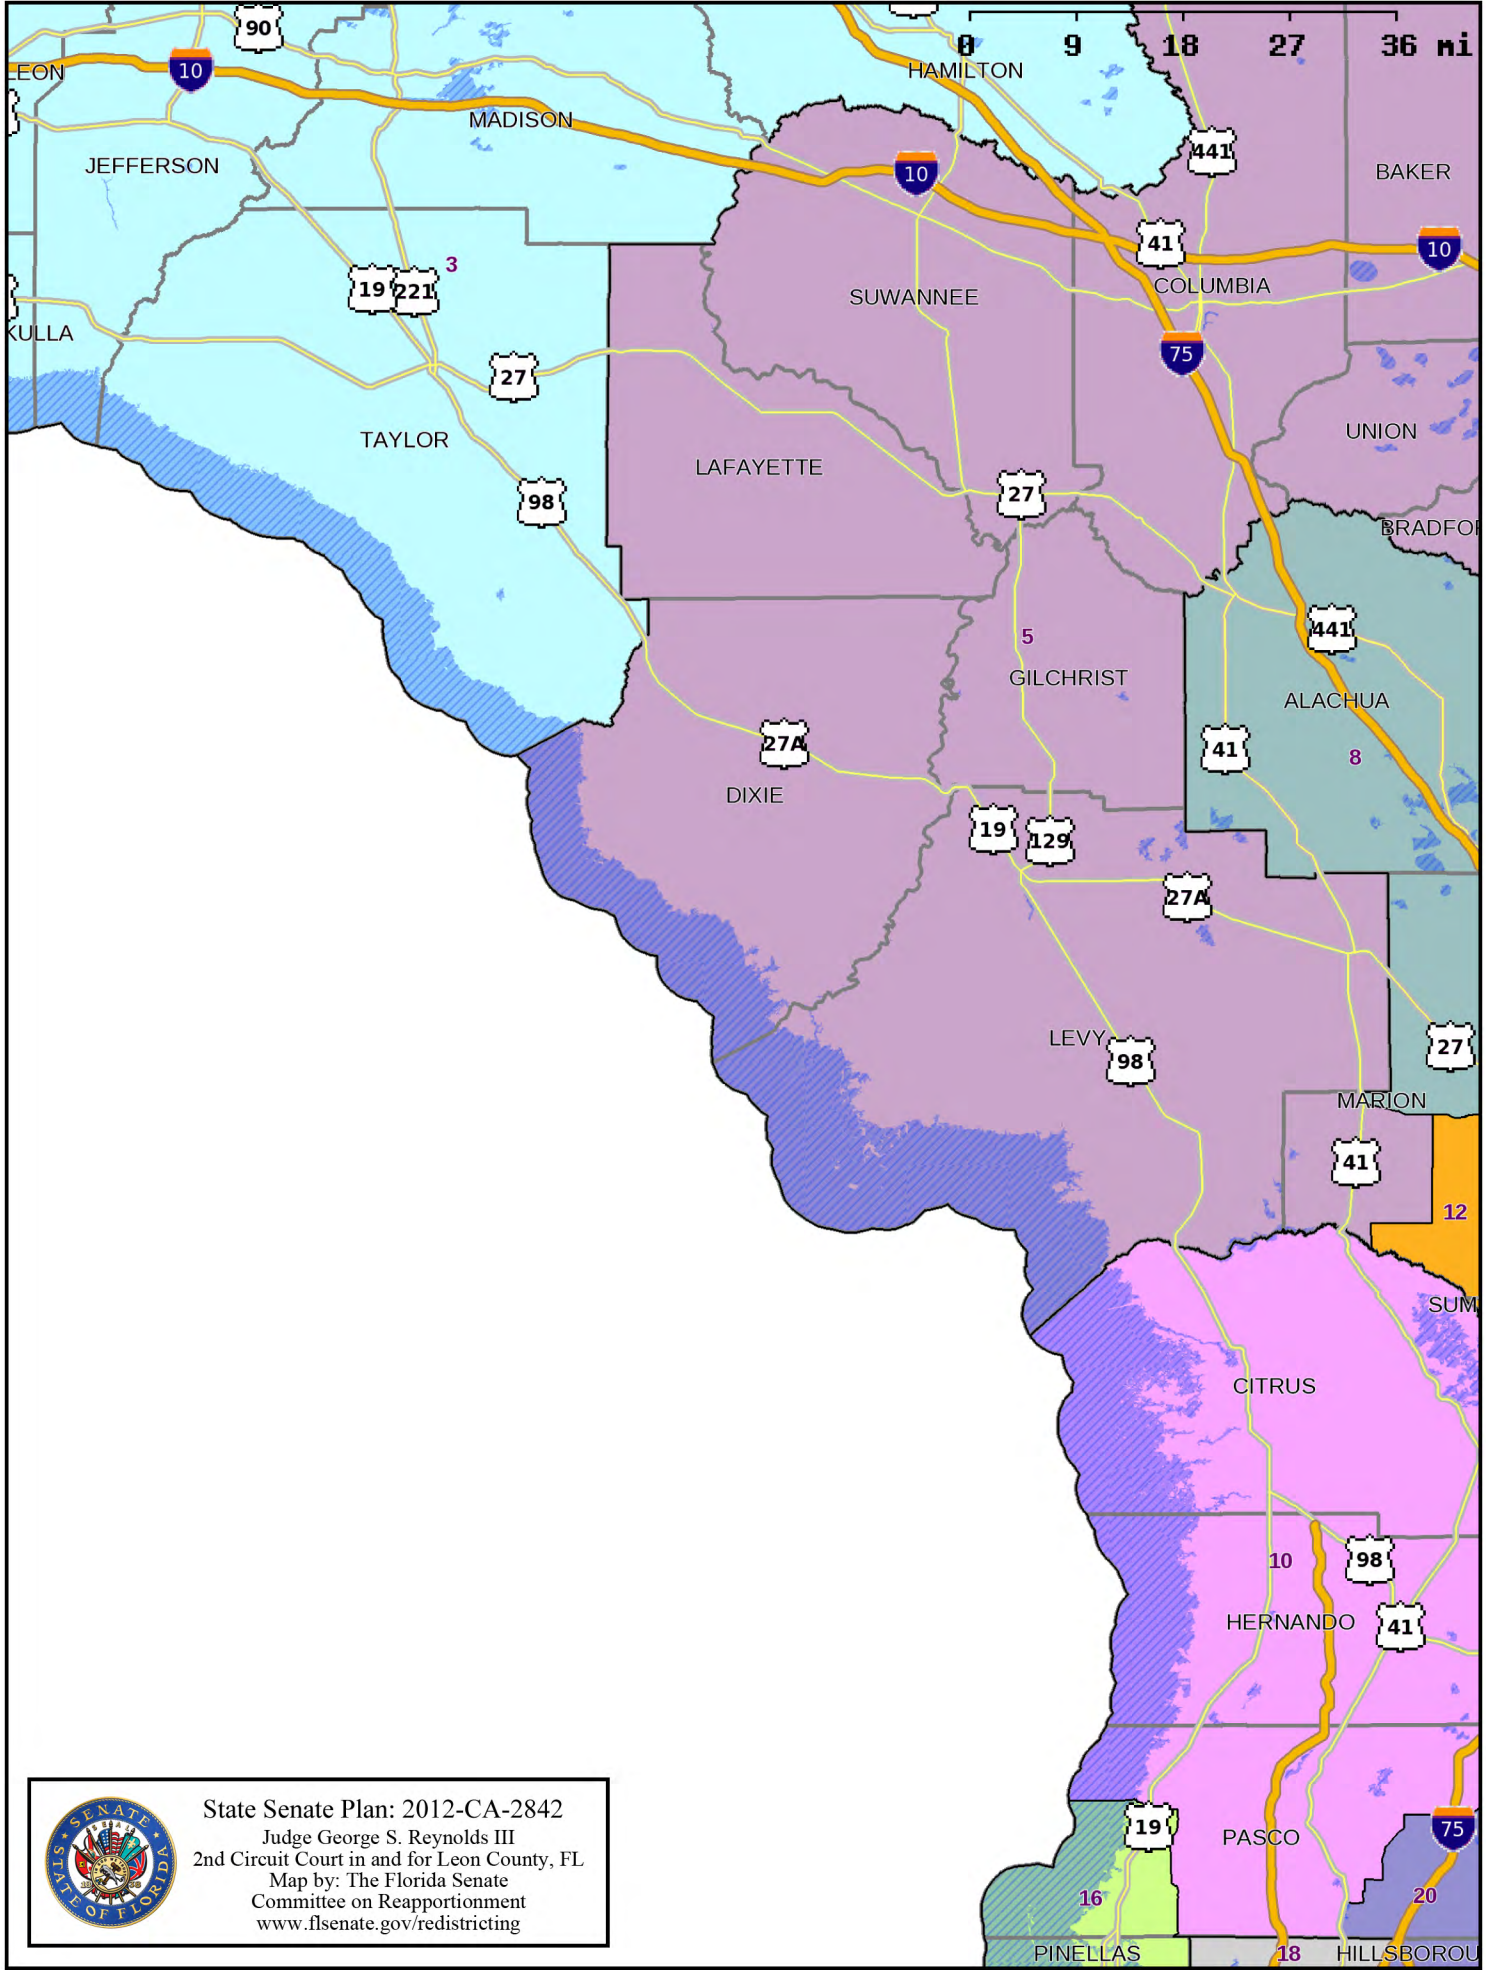 90
0 9 18 27 36 mi
LEON
10
HAMILTON
MADISON
441
JEFFERSON
10
BAKER
41
10
3
COLUMBIA
19
221
SUWANNEE
KULLA
75
27
UNION
TAYLOR
LAFAYETTE
98
27
BRADFOR
441
5
GILCHRIST
ALACHUA
27A
41
8
DIXIE
19
129
27A
LEVY
98
27
MARION
41
12
SUM
CITRUS
10
98
HERNANDO
41
19
PASCO
75
16
20
PINELLAS
18
HILLSBOROU
SENATE
SEAL
STATE OF FLORIDA
State Senate Plan: 2012-CA-2842
Judge George S. Reynolds III
2nd Circuit Court in and for Leon County, FL
Map by: The Florida Senate
Committee on Reapportionment
www.flsenate.gov/redistricting